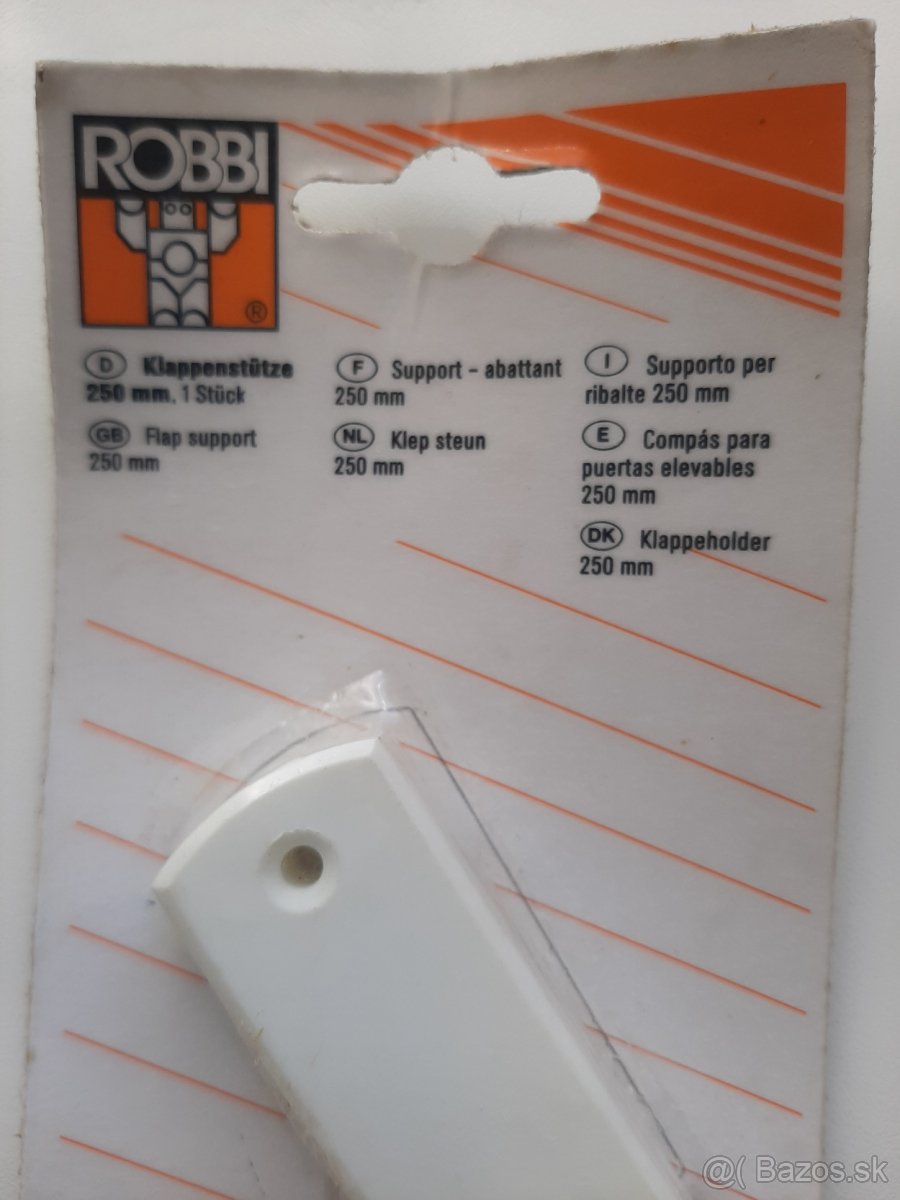 ROBBI
®
D Klappenstütze
250 mm, 1 Stück
GB Flap support
250 mm
F Support - abattant
250 mm
NL Klep steun
250 mm
I Supporto per
ribalte 250 mm
E Compás para
puertas elevables
250 mm
DK Klappeholder
250 mm
@( Bazos.sk